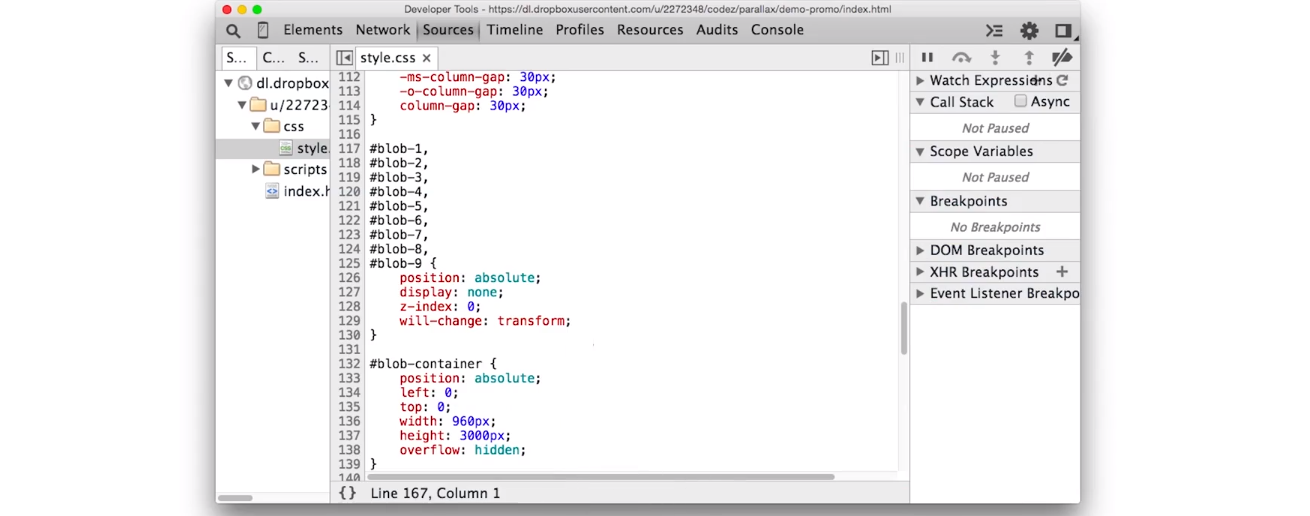 Developer Tools - https://dl.dropboxusercontent.com/u/2272348/codez/parallax/demo-promo/index.html
Elements Network Sources Timeline Profiles Resources Audits Console
S... C... S... style.css ×
dl.dropbox
u/22723
css
style.
scripts
index.h
112 -ms-column-gap: 30px;
113 -o-column-gap: 30px;
114 column-gap: 30px;
115 }
116
117 #blob-1,
118 #blob-2,
119 #blob-3,
120 #blob-4,
121 #blob-5,
122 #blob-6,
123 #blob-7,
124 #blob-8,
125 #blob-9 {
126 position: absolute;
127 display: none;
128 z-index: 0;
129 will-change: transform;
130 }
131
132 #blob-container {
133 position: absolute;
134 left: 0;
135 top: 0;
136 width: 960px;
137 height: 3000px;
138 overflow: hidden;
139 }
140
{} Line 167, Column 1
Watch Expressions
Call Stack Async
Not Paused
Scope Variables
Not Paused
Breakpoints
No Breakpoints
DOM Breakpoints
XHR Breakpoints +
Event Listener Breakpo